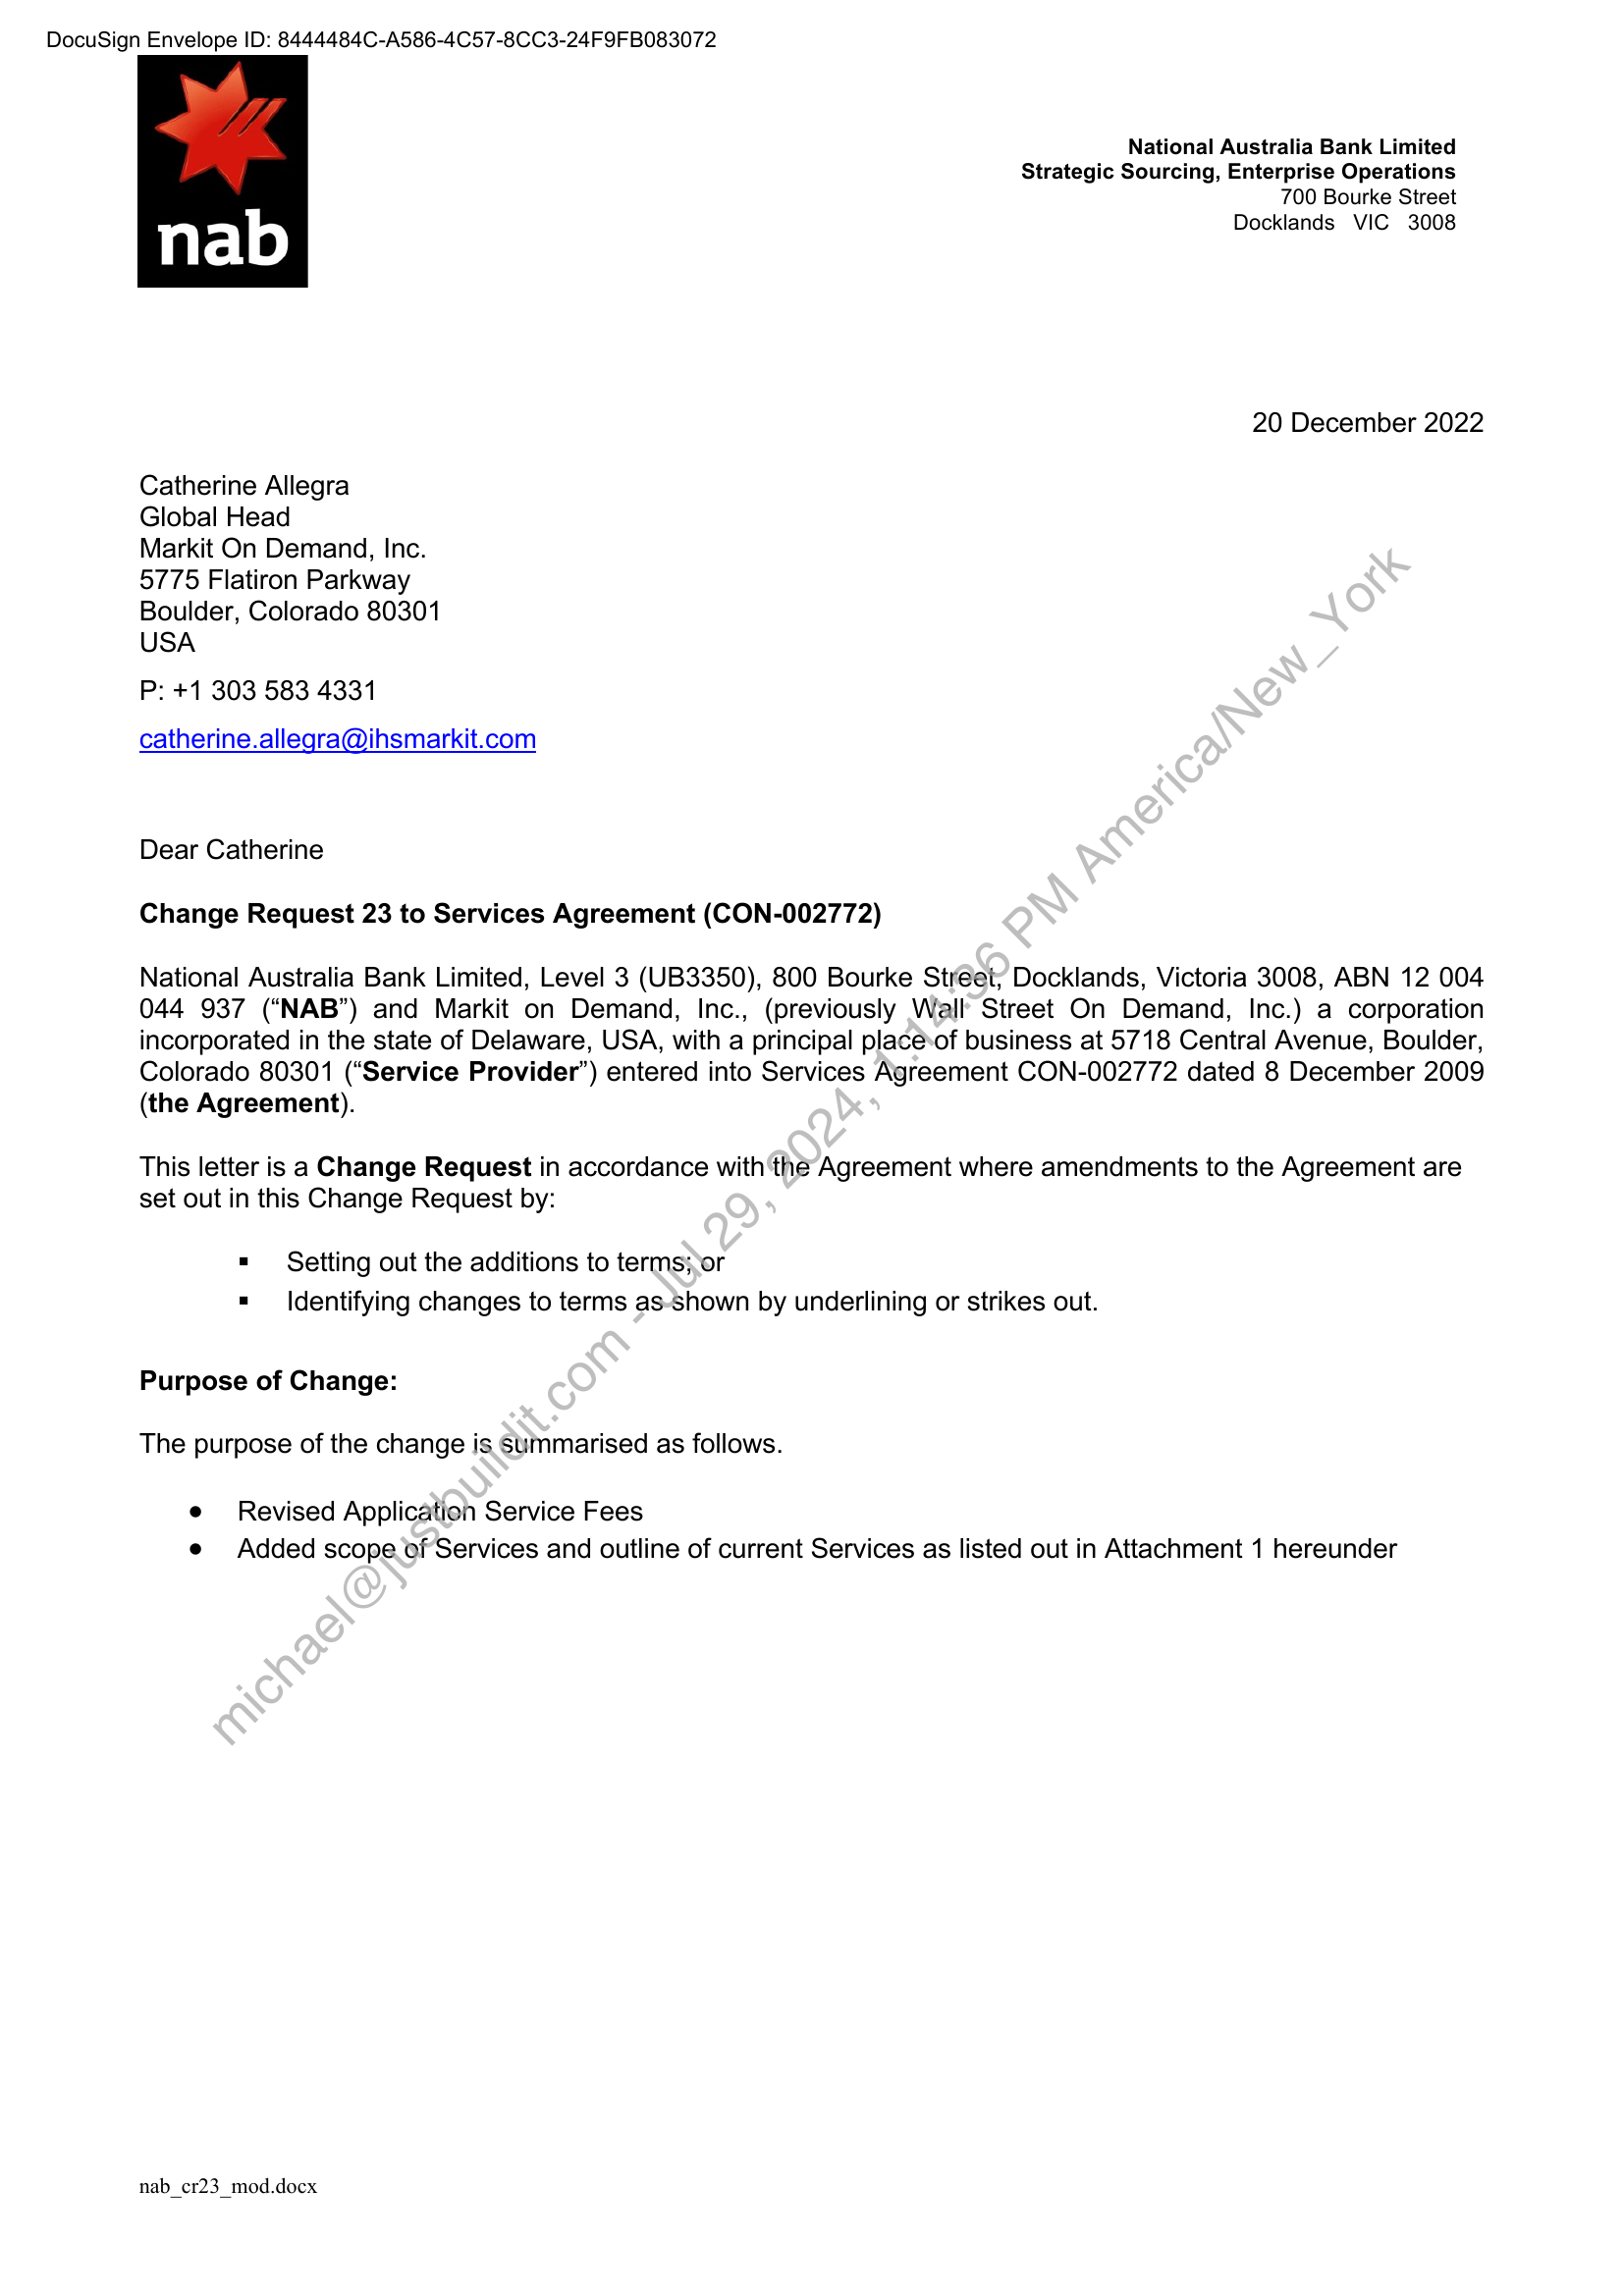 DocuSign Envelope ID: 8444484C-A586-4C57-8CC3-24F9FB083072
nab
National Australia Bank Limited
Strategic Sourcing, Enterprise Operations
700 Bourke Street
Docklands VIC 3008
20 December 2022
Catherine Allegra
Global Head
Markit On Demand, Inc.
5775 Flatiron Parkway
Boulder, Colorado 80301
USA
P: +1 303 583 4331
catherine.allegra@ihsmarkit.com
Dear Catherine
Change Request 23 to Services Agreement (CON-002772)
National Australia Bank Limited, Level 3 (UB3350), 800 Bourke Street, Docklands, Victoria 3008, ABN 12 004
044 937 (“NAB”) and Markit on Demand, Inc., (previously Wall Street On Demand, Inc.) a corporation
incorporated in the state of Delaware, USA, with a principal place of business at 5718 Central Avenue, Boulder,
Colorado 80301 (“Service Provider”) entered into Services Agreement CON-002772 dated 8 December 2009
(the Agreement).
This letter is a Change Request in accordance with the Agreement where amendments to the Agreement are
set out in this Change Request by:
▪ Setting out the additions to terms; or
▪ Identifying changes to terms as shown by underlining or strikes out.
Purpose of Change:
The purpose of the change is summarised as follows.
● Revised Application Service Fees
● Added scope of Services and outline of current Services as listed out in Attachment 1 hereunder
michael@justbuildit.com - Jul 29, 2024, 1:14:36 PM America/New_York
nab_cr23_mod.docx